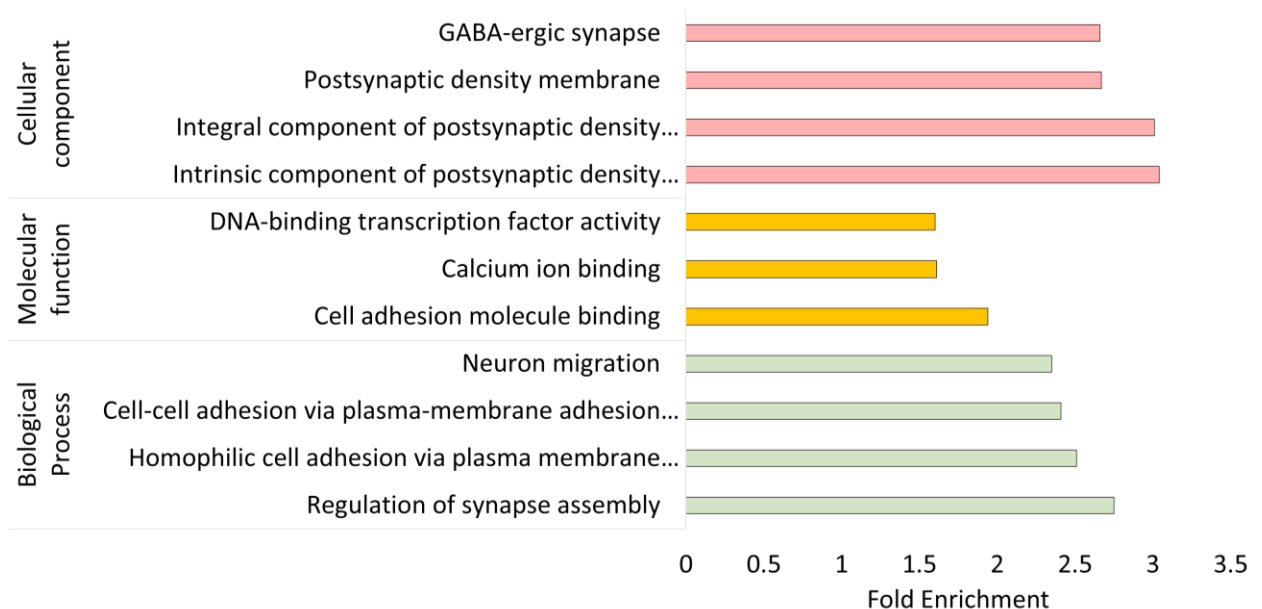 Cellular
component
GABA-ergic synapse
Postsynaptic density membrane
Integral component of postsynaptic density...
Intrinsic component of postsynaptic density...
Molecular
function
DNA-binding transcription factor activity
Calcium ion binding
Cell adhesion molecule binding
Biological
Process
Neuron migration
Cell-cell adhesion via plasma-membrane adhesion...
Homophilic cell adhesion via plasma membrane...
Regulation of synapse assembly
0 0.5 1 1.5 2 2.5 3 3.5
Fold Enrichment